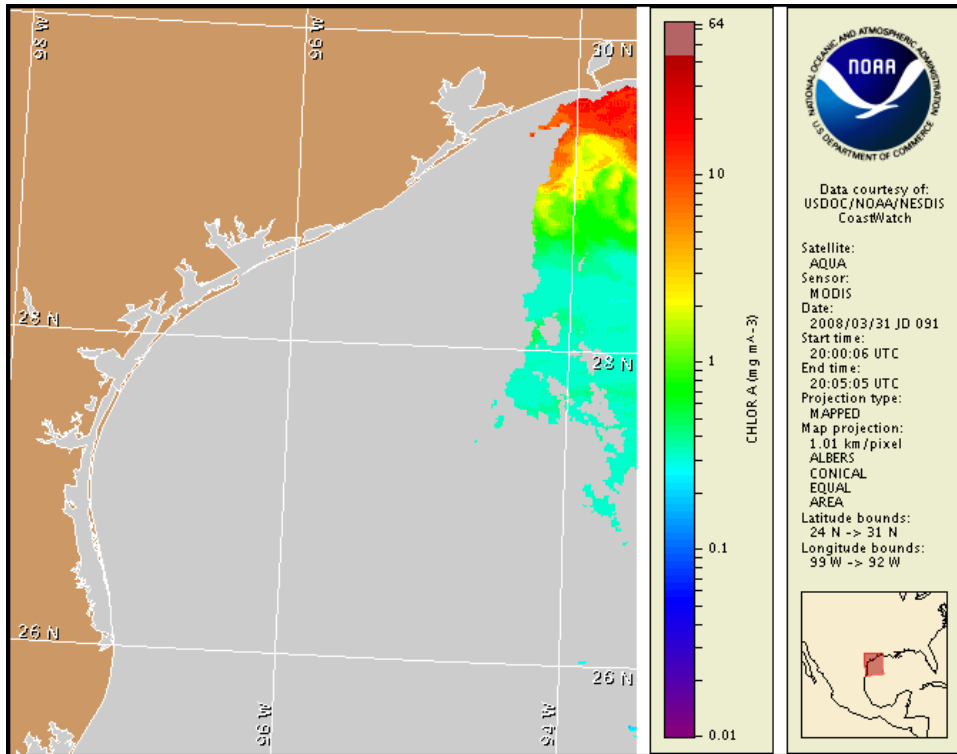 98 W
96 W
30 N
28 N
28 N
26 N
26 N
96 W
94 W
64
10
1
0.1
0.01
CHLOR A (mg m^-3)
NATIONAL OCEANIC AND ATMOSPHERIC ADMINISTRATION
NOAA
U.S. DEPARTMENT OF COMMERCE
Data courtesy of:
USDOC/NOAA/NESDIS
CoastWatch
Satellite:
AQUA
Sensor:
MODIS
Date:
2008/03/31 JD 091
Start time:
20:00:06 UTC
End time:
20:05:05 UTC
Projection type:
MAPPED
Map projection:
1.01 km/pixel
ALBERS
CONICAL
EQUAL
AREA
Latitude bounds:
24 N -> 31 N
Longitude bounds:
99 W -> 92 W